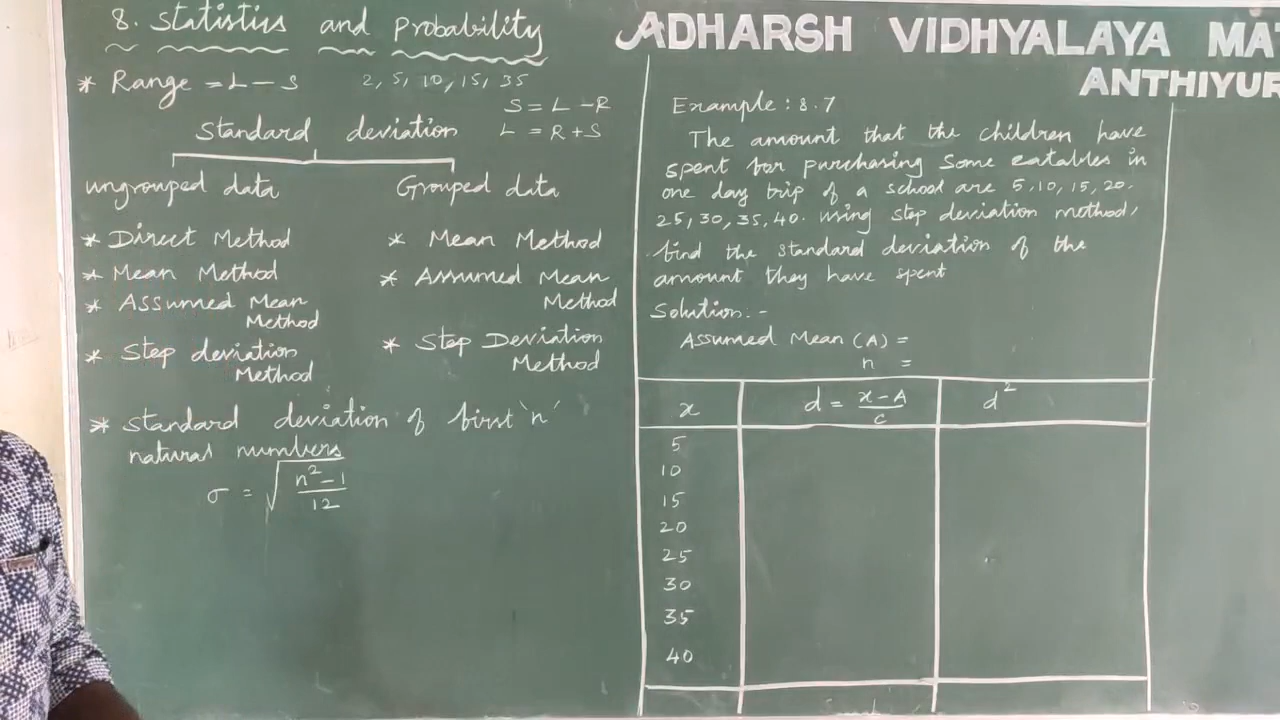 8. Statistics and Probability
* Range = L - S 2, 5, 10, 15, 35
S = L - R
L = R + S
Standard deviation
ungrouped data
* Direct Method
* Mean Method
* Assumed Mean
Method
* Step deviation
Method
Grouped data
* Mean Method
* Assumed Mean
Method
* Step Deviation
Method
* Standard deviation of first 'n'
natural numbers
σ = √((n² - 1)/12)
ADHARSH VIDHYALAYA MAT
ANTHIYUR
Example : 8.7
The amount that the children have
spent for purchasing some eatables in
one day trip of a school are 5, 10, 15, 20.
25, 30, 35, 40. using step deviation method,
find the standard deviation of the
amount they have spent
Solution:-
Assumed Mean (A) =
n =
x d = (x - A)/c d²
5
10
15
20
25
30
35
40